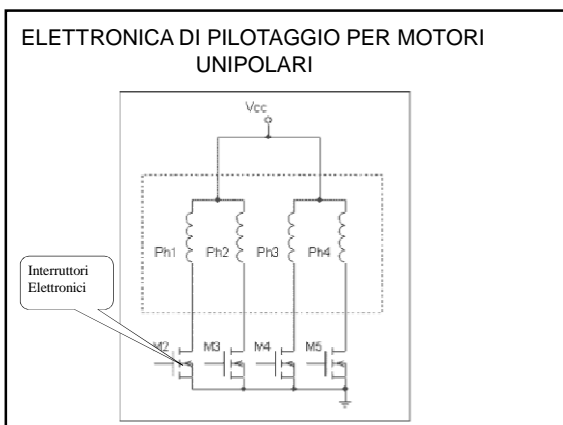 ELETTRONICA DI PILOTAGGIO PER MOTORI
UNIPOLARI
Vcc
Ph1 Ph2 Ph3 Ph4
Interruttori
Elettronici
M2 M3 M4 M5